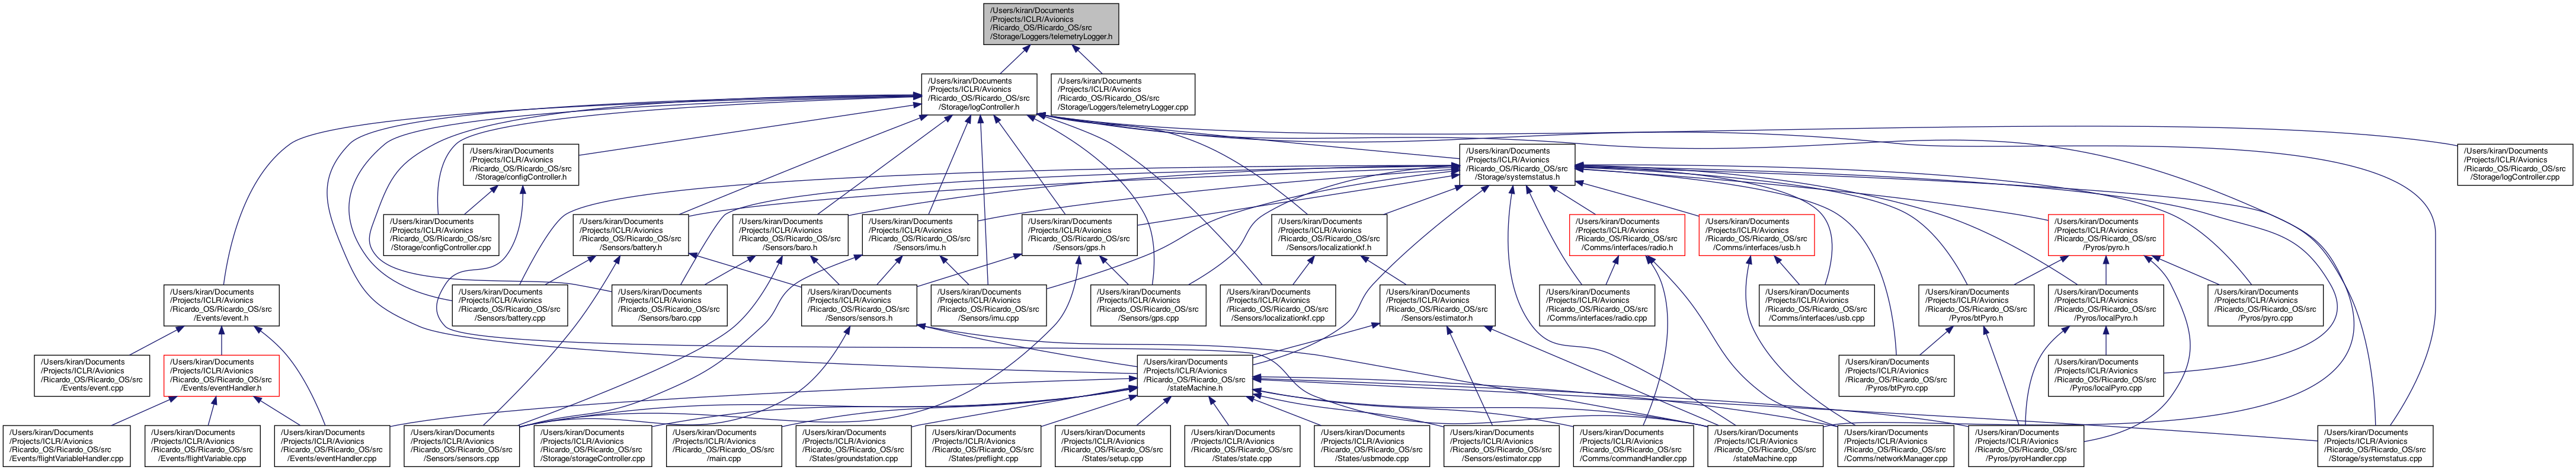 /Users/kiran/Documents
/Projects/ICLR/Avionics
/Ricardo_OS/Ricardo_OS/src
/Storage/Loggers/telemetryLogger.h
/Users/kiran/Documents
/Projects/ICLR/Avionics
/Ricardo_OS/Ricardo_OS/src
/Storage/logController.h
/Users/kiran/Documents
/Projects/ICLR/Avionics
/Ricardo_OS/Ricardo_OS/src
/Storage/Loggers/telemetryLogger.cpp
/Users/kiran/Documents
/Projects/ICLR/Avionics
/Ricardo_OS/Ricardo_OS/src
/Storage/configController.h
/Users/kiran/Documents
/Projects/ICLR/Avionics
/Ricardo_OS/Ricardo_OS/src
/Storage/systemstatus.h
/Users/kiran/Documents
/Projects/ICLR/Avionics
/Ricardo_OS/Ricardo_OS/src
/Storage/logController.cpp
/Users/kiran/Documents
/Projects/ICLR/Avionics
/Ricardo_OS/Ricardo_OS/src
/Storage/configController.cpp
/Users/kiran/Documents
/Projects/ICLR/Avionics
/Ricardo_OS/Ricardo_OS/src
/Sensors/battery.h
/Users/kiran/Documents
/Projects/ICLR/Avionics
/Ricardo_OS/Ricardo_OS/src
/Sensors/baro.h
/Users/kiran/Documents
/Projects/ICLR/Avionics
/Ricardo_OS/Ricardo_OS/src
/Sensors/imu.h
/Users/kiran/Documents
/Projects/ICLR/Avionics
/Ricardo_OS/Ricardo_OS/src
/Sensors/gps.h
/Users/kiran/Documents
/Projects/ICLR/Avionics
/Ricardo_OS/Ricardo_OS/src
/Sensors/localizationkf.h
/Users/kiran/Documents
/Projects/ICLR/Avionics
/Ricardo_OS/Ricardo_OS/src
/Comms/interfaces/radio.h
/Users/kiran/Documents
/Projects/ICLR/Avionics
/Ricardo_OS/Ricardo_OS/src
/Comms/interfaces/usb.h
/Users/kiran/Documents
/Projects/ICLR/Avionics
/Ricardo_OS/Ricardo_OS/src
/Pyros/pyro.h
/Users/kiran/Documents
/Projects/ICLR/Avionics
/Ricardo_OS/Ricardo_OS/src
/Events/event.h
/Users/kiran/Documents
/Projects/ICLR/Avionics
/Ricardo_OS/Ricardo_OS/src
/Sensors/battery.cpp
/Users/kiran/Documents
/Projects/ICLR/Avionics
/Ricardo_OS/Ricardo_OS/src
/Sensors/baro.cpp
/Users/kiran/Documents
/Projects/ICLR/Avionics
/Ricardo_OS/Ricardo_OS/src
/Sensors/sensors.h
/Users/kiran/Documents
/Projects/ICLR/Avionics
/Ricardo_OS/Ricardo_OS/src
/Sensors/imu.cpp
/Users/kiran/Documents
/Projects/ICLR/Avionics
/Ricardo_OS/Ricardo_OS/src
/Sensors/gps.cpp
/Users/kiran/Documents
/Projects/ICLR/Avionics
/Ricardo_OS/Ricardo_OS/src
/Sensors/localizationkf.cpp
/Users/kiran/Documents
/Projects/ICLR/Avionics
/Ricardo_OS/Ricardo_OS/src
/Sensors/estimator.h
/Users/kiran/Documents
/Projects/ICLR/Avionics
/Ricardo_OS/Ricardo_OS/src
/Comms/interfaces/radio.cpp
/Users/kiran/Documents
/Projects/ICLR/Avionics
/Ricardo_OS/Ricardo_OS/src
/Comms/interfaces/usb.cpp
/Users/kiran/Documents
/Projects/ICLR/Avionics
/Ricardo_OS/Ricardo_OS/src
/Pyros/btPyro.h
/Users/kiran/Documents
/Projects/ICLR/Avionics
/Ricardo_OS/Ricardo_OS/src
/Pyros/localPyro.h
/Users/kiran/Documents
/Projects/ICLR/Avionics
/Ricardo_OS/Ricardo_OS/src
/Pyros/pyro.cpp
/Users/kiran/Documents
/Projects/ICLR/Avionics
/Ricardo_OS/Ricardo_OS/src
/Events/event.cpp
/Users/kiran/Documents
/Projects/ICLR/Avionics
/Ricardo_OS/Ricardo_OS/src
/Events/eventHandler.h
/Users/kiran/Documents
/Projects/ICLR/Avionics
/Ricardo_OS/Ricardo_OS/src
/stateMachine.h
/Users/kiran/Documents
/Projects/ICLR/Avionics
/Ricardo_OS/Ricardo_OS/src
/Pyros/btPyro.cpp
/Users/kiran/Documents
/Projects/ICLR/Avionics
/Ricardo_OS/Ricardo_OS/src
/Pyros/localPyro.cpp
/Users/kiran/Documents
/Projects/ICLR/Avionics
/Ricardo_OS/Ricardo_OS/src
/Events/flightVariableHandler.cpp
/Users/kiran/Documents
/Projects/ICLR/Avionics
/Ricardo_OS/Ricardo_OS/src
/Events/flightVariable.cpp
/Users/kiran/Documents
/Projects/ICLR/Avionics
/Ricardo_OS/Ricardo_OS/src
/Events/eventHandler.cpp
/Users/kiran/Documents
/Projects/ICLR/Avionics
/Ricardo_OS/Ricardo_OS/src
/Sensors/sensors.cpp
/Users/kiran/Documents
/Projects/ICLR/Avionics
/Ricardo_OS/Ricardo_OS/src
/Storage/storageController.cpp
/Users/kiran/Documents
/Projects/ICLR/Avionics
/Ricardo_OS/Ricardo_OS/src
/main.cpp
/Users/kiran/Documents
/Projects/ICLR/Avionics
/Ricardo_OS/Ricardo_OS/src
/States/groundstation.cpp
/Users/kiran/Documents
/Projects/ICLR/Avionics
/Ricardo_OS/Ricardo_OS/src
/States/preflight.cpp
/Users/kiran/Documents
/Projects/ICLR/Avionics
/Ricardo_OS/Ricardo_OS/src
/States/setup.cpp
/Users/kiran/Documents
/Projects/ICLR/Avionics
/Ricardo_OS/Ricardo_OS/src
/States/state.cpp
/Users/kiran/Documents
/Projects/ICLR/Avionics
/Ricardo_OS/Ricardo_OS/src
/States/usbmode.cpp
/Users/kiran/Documents
/Projects/ICLR/Avionics
/Ricardo_OS/Ricardo_OS/src
/Sensors/estimator.cpp
/Users/kiran/Documents
/Projects/ICLR/Avionics
/Ricardo_OS/Ricardo_OS/src
/Comms/commandHandler.cpp
/Users/kiran/Documents
/Projects/ICLR/Avionics
/Ricardo_OS/Ricardo_OS/src
/stateMachine.cpp
/Users/kiran/Documents
/Projects/ICLR/Avionics
/Ricardo_OS/Ricardo_OS/src
/Comms/networkManager.cpp
/Users/kiran/Documents
/Projects/ICLR/Avionics
/Ricardo_OS/Ricardo_OS/src
/Pyros/pyroHandler.cpp
/Users/kiran/Documents
/Projects/ICLR/Avionics
/Ricardo_OS/Ricardo_OS/src
/Storage/systemstatus.cpp